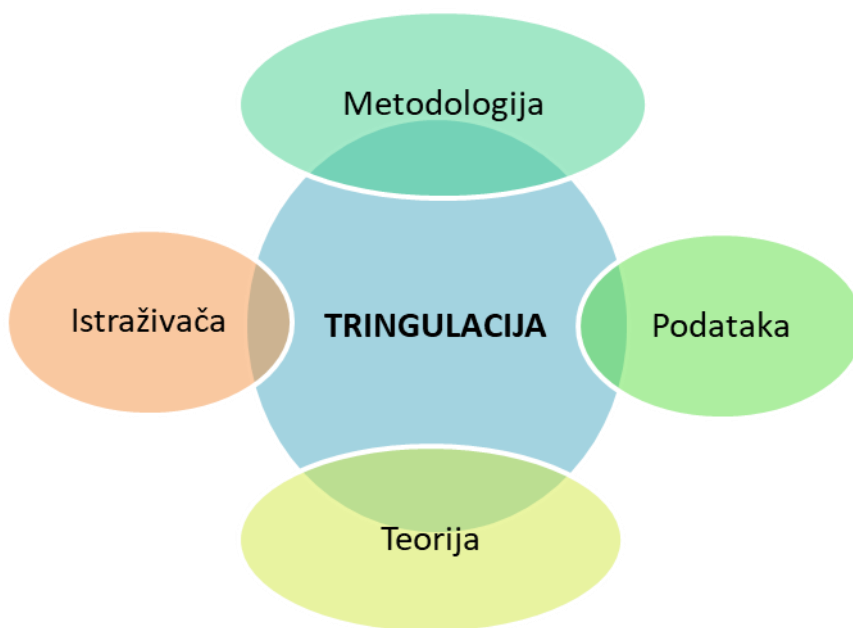 Metodologija
Istraživača
TRINGULACIJA
Podataka
Teorija